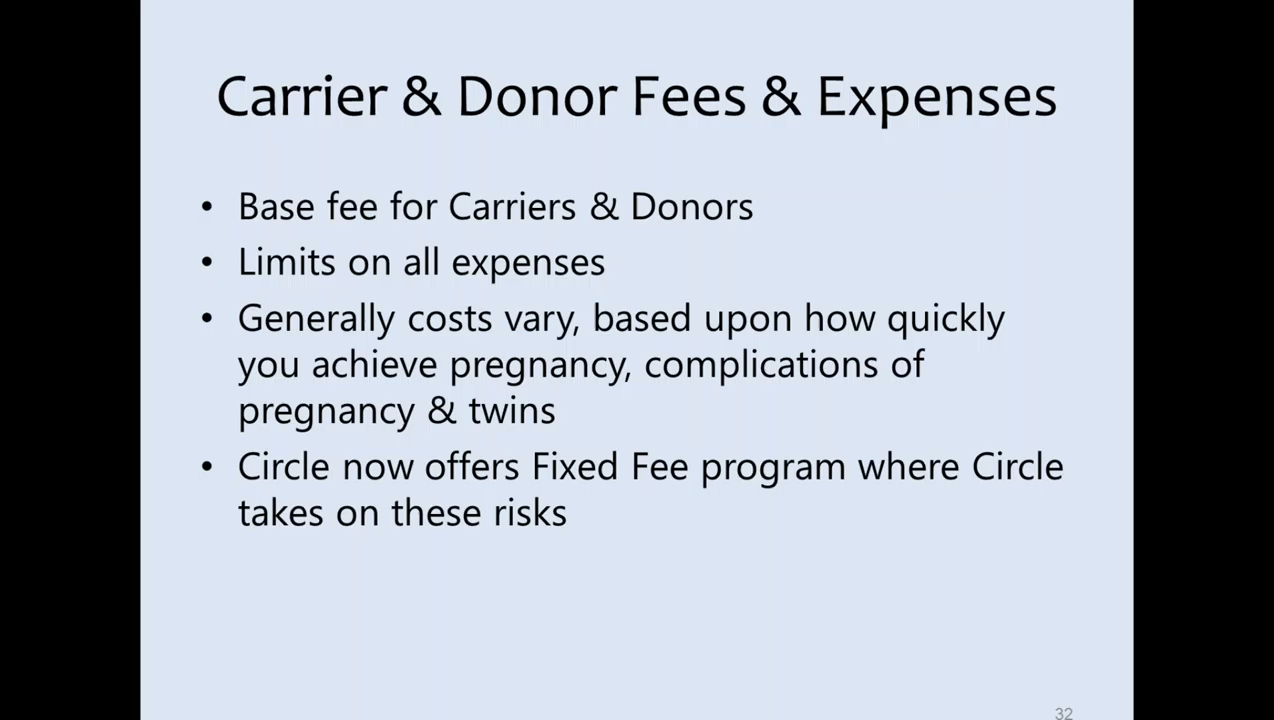 Carrier & Donor Fees & Expenses
• Base fee for Carriers & Donors
• Limits on all expenses
• Generally costs vary, based upon how quickly
you achieve pregnancy, complications of
pregnancy & twins
• Circle now offers Fixed Fee program where Circle
takes on these risks
32